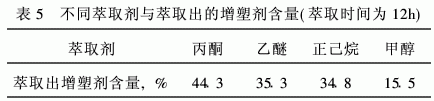 表 5 不同萃取剂与萃取出的增塑剂含量(萃取时间为 12h)
萃取剂 丙酮 乙醚 正己烷 甲醇
萃取出增塑剂含量，% 44.3 35.3 34.8 15.5